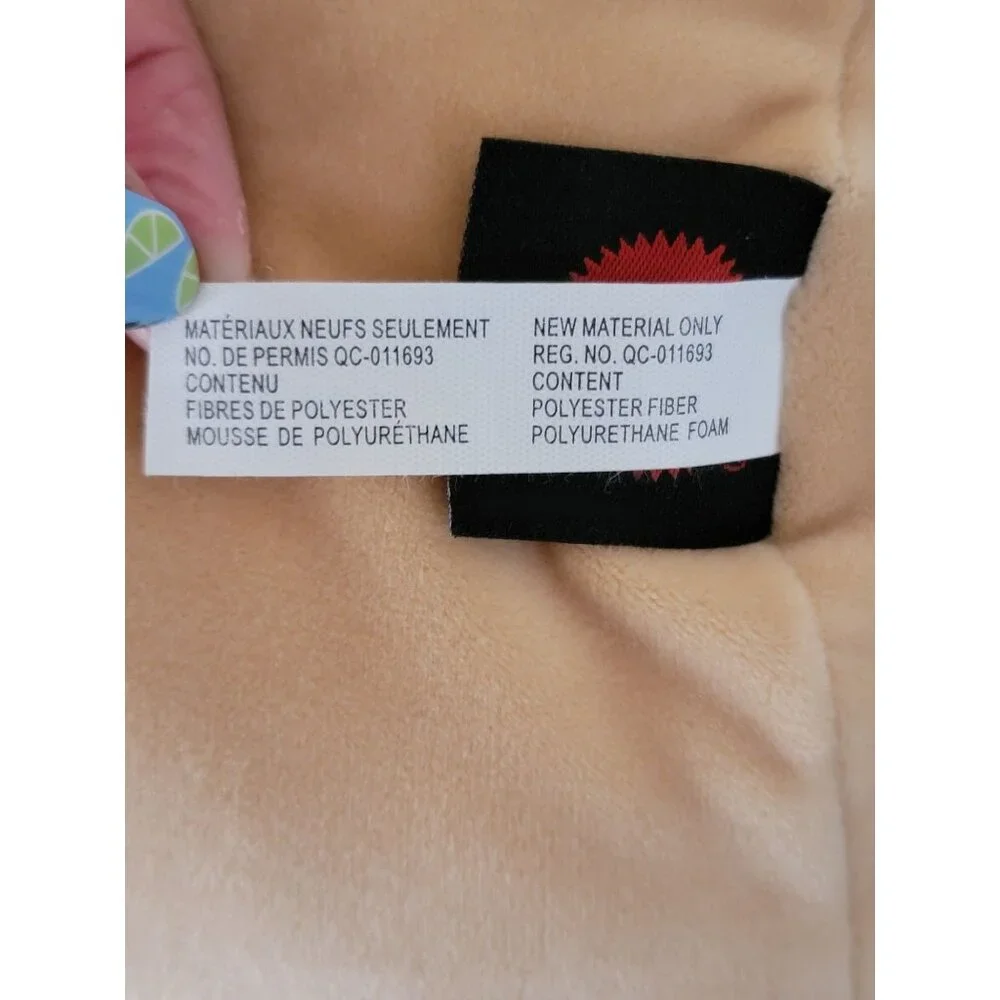 MATÉRIAUX NEUFS SEULEMENT
NO. DE PERMIS QC-011693
CONTENU
FIBRES DE POLYESTER
MOUSSE DE POLYURÉTHANE
NEW MATERIAL ONLY
REG. NO. QC-011693
CONTENT
POLYESTER FIBER
POLYURETHANE FOAM